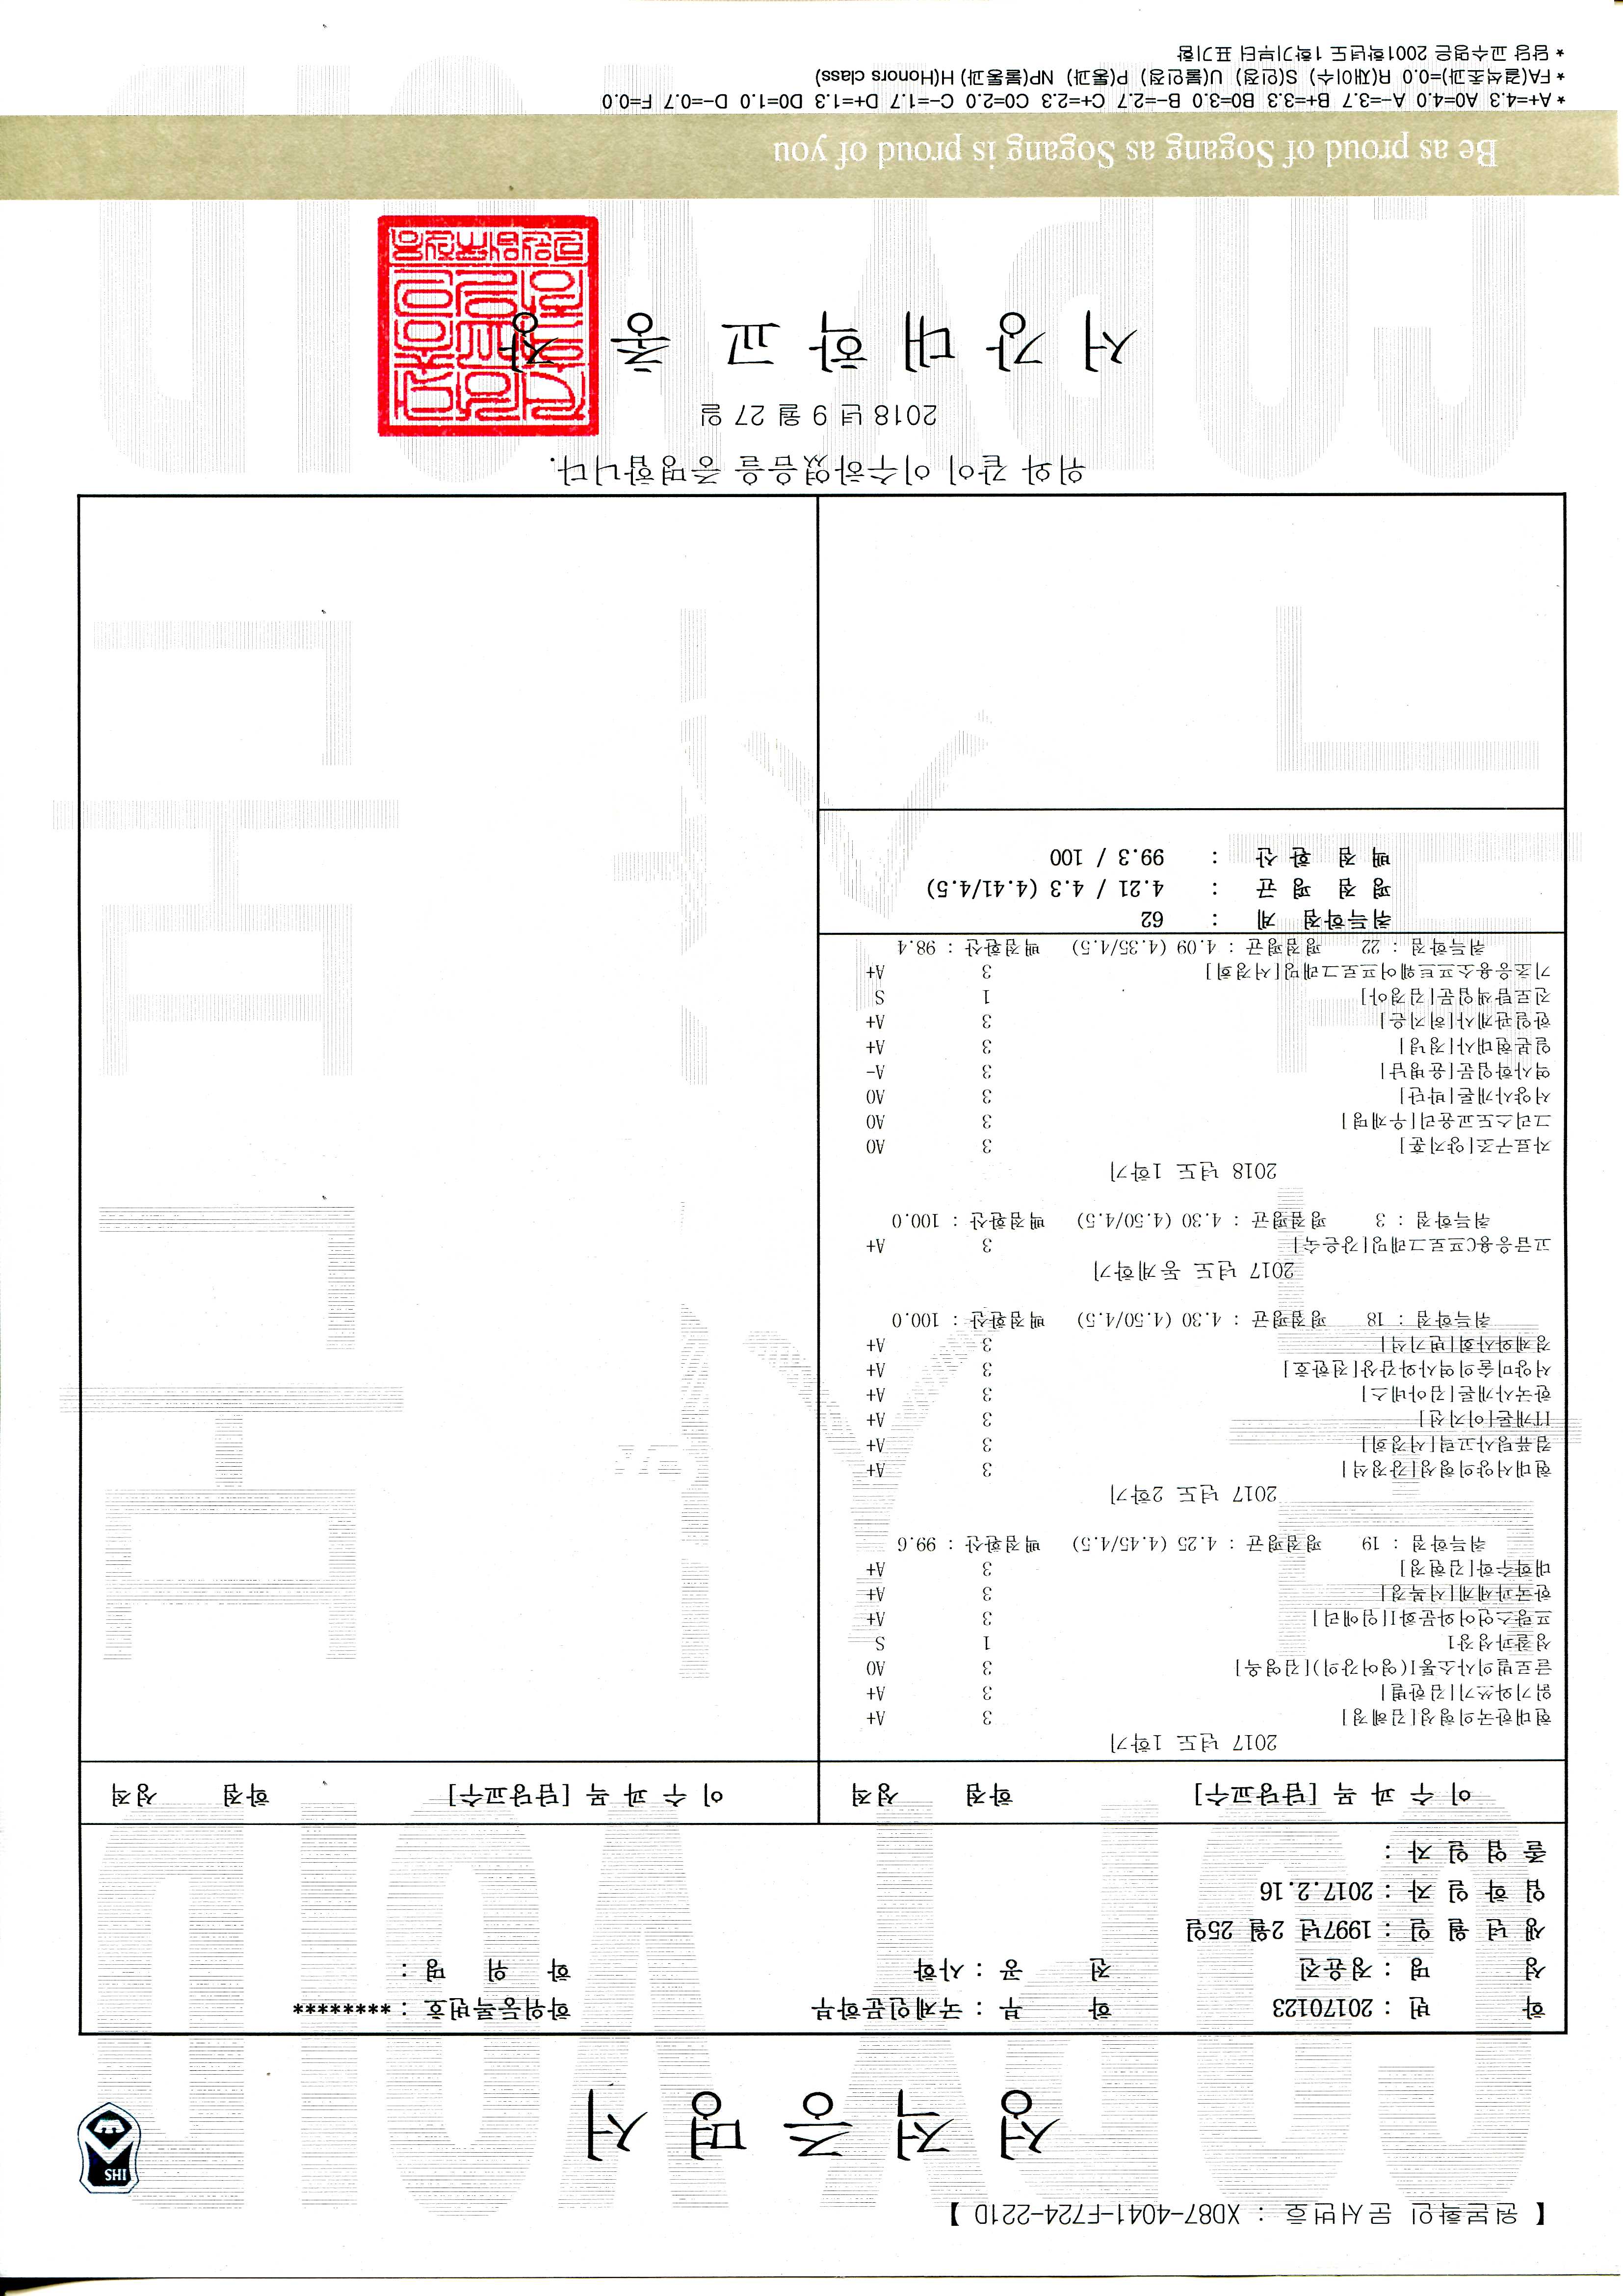 【 원본확인 문서번호 : XD87-4041-F724-221D 】
IHS
성 적 증 명 서
학 번 : 20170123 학 부 : 국제인문학부 학위등록번호 : ********
성 명 : 정윤진 전 공 : 사학 학 위 명 :
생 년 월 일 : 1997년 2월 25일
입 학 일 자 : 2017.2.16
졸 업 일 자 :
이 수 과 목 [담당교수] 학점 성적 이 수 과 목 [담당교수] 학점 성적
2017 년도 1학기
현대한국의형성[김혜정] 3 A+
읽기와쓰기[김한별] 3 A+
글로벌의사소통I(영어강의)[김영옥] 3 A0
성찰과성장1 1 S
프랑스언어와문화I[임애리] 3 A+
한국과세계[서복경] 3 A+
대학수학[김현정] 3 A+
취득학점 : 19 평점평균 : 4.25 (4.45/4.5) 백점환산 : 99.6
2017 년도 2학기
현대서양의형성[강정석] 3 A+
컴퓨팅사고력[서경희] 3 A+
IT개론[이지선] 3 A+
한국사개론[김아네스] 3 A+
서양미술의역사와감상[전한호] 3 A+
경제와사회[변기석] 3 A+
취득학점 : 18 평점평균 : 4.30 (4.50/4.5) 백점환산 : 100.0
2017 년도 동계학기
고급응용C프로그래밍[강은숙] 3 A+
취득학점 : 3 평점평균 : 4.30 (4.50/4.5) 백점환산 : 100.0
2018 년도 1학기
자료구조[양지훈] 3 A0
그리스도교윤리[우재명] 3 A0
서양사개론[박단] 3 A0
역사학입문[윤병남] 3 A-
일본현대사[정녕] 3 A+
한일관계사[허지은] 3 A+
진로탐색입문[김경아] 1 S
기초응용소프트웨어프로그래밍[서경희] 3 A+
취득학점 : 22 평점평균 : 4.09 (4.35/4.5) 백점환산 : 98.4
취득학점 계 : 62
평 점 평 균 : 4.21 / 4.3 (4.41/4.5)
백 점 환 산 : 99.3 / 100
위와 같이 이수하였음을 증명합니다.
2018 년 9 월 27 일
서 강 대 학 교 총 장
Be as proud of Sogang as Sogang is proud of you
* A+=4.3 A0=4.0 A-=3.7 B+=3.3 B0=3.0 B-=2.7 C+=2.3 C0=2.0 C-=1.7 D+=1.3 D0=1.0 D-=0.7 F=0.0
* FA(결석초과)=0.0 R(재이수) S(인정) U(불인정) P(통과) NP(불통과) H(Honors class)
* 담당 교수명은 2001학년도 1학기부터 표기함